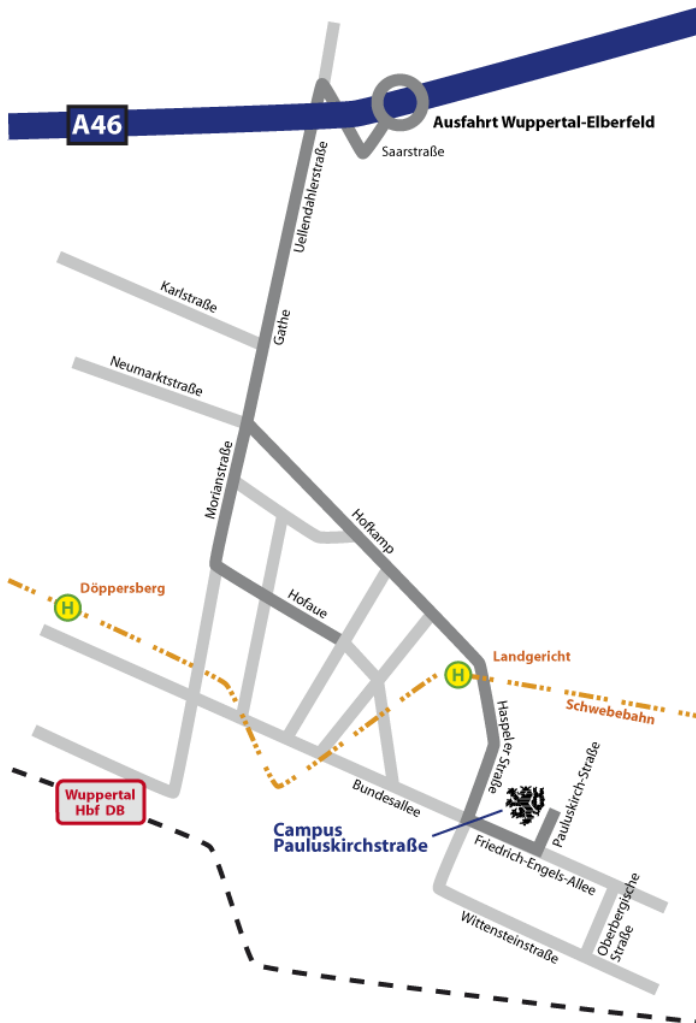 A46
Ausfahrt Wuppertal-Elberfeld
Saarstraße
Uellendahlerstraße
Karlstraße
Gathe
Neumarktstraße
Morianstraße
Hofkamp
Döppersberg
H
Hofaue
Landgericht
H
Schwebebahn
Haspeler Straße
Wuppertal
Hbf DB
Bundesallee
Pauluskirch-Straße
Campus
Pauluskirchstraße
Friedrich-Engels-Allee
Wittensteinstraße
Oberbergische
Straße